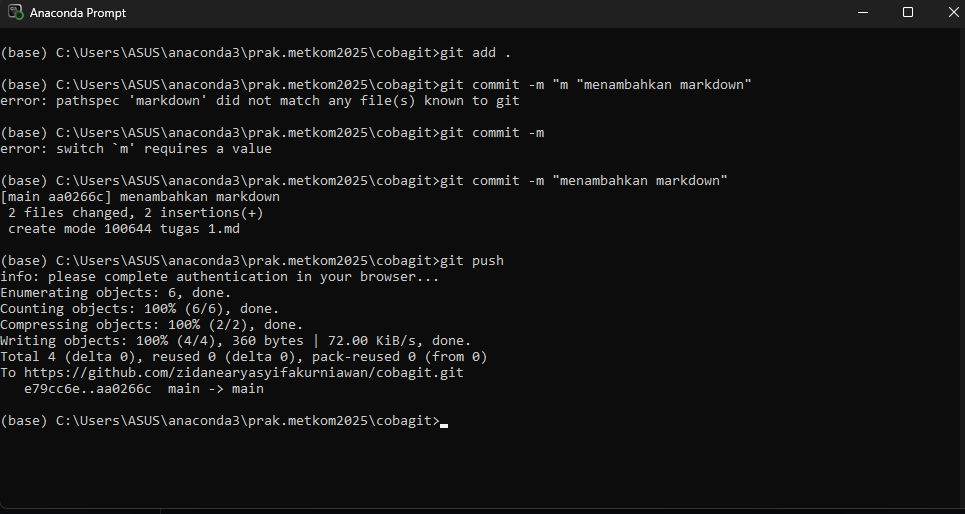 Anaconda Prompt
(base) C:\Users\ASUS\anaconda3\prak.metkom2025\cobagit>git add .
(base) C:\Users\ASUS\anaconda3\prak.metkom2025\cobagit>git commit -m "m "menambahkan markdown"
error: pathspec 'markdown' did not match any file(s) known to git
(base) C:\Users\ASUS\anaconda3\prak.metkom2025\cobagit>git commit -m
error: switch `m' requires a value
(base) C:\Users\ASUS\anaconda3\prak.metkom2025\cobagit>git commit -m "menambahkan markdown"
[main aa0266c] menambahkan markdown
 2 files changed, 2 insertions(+)
 create mode 100644 tugas 1.md
(base) C:\Users\ASUS\anaconda3\prak.metkom2025\cobagit>git push
info: please complete authentication in your browser...
Enumerating objects: 6, done.
Counting objects: 100% (6/6), done.
Compressing objects: 100% (2/2), done.
Writing objects: 100% (4/4), 360 bytes | 72.00 KiB/s, done.
Total 4 (delta 0), reused 0 (delta 0), pack-reused 0 (from 0)
To https://github.com/zidanearyasyifakurniawan/cobagit.git
   e79cc6e..aa0266c  main -> main
(base) C:\Users\ASUS\anaconda3\prak.metkom2025\cobagit>